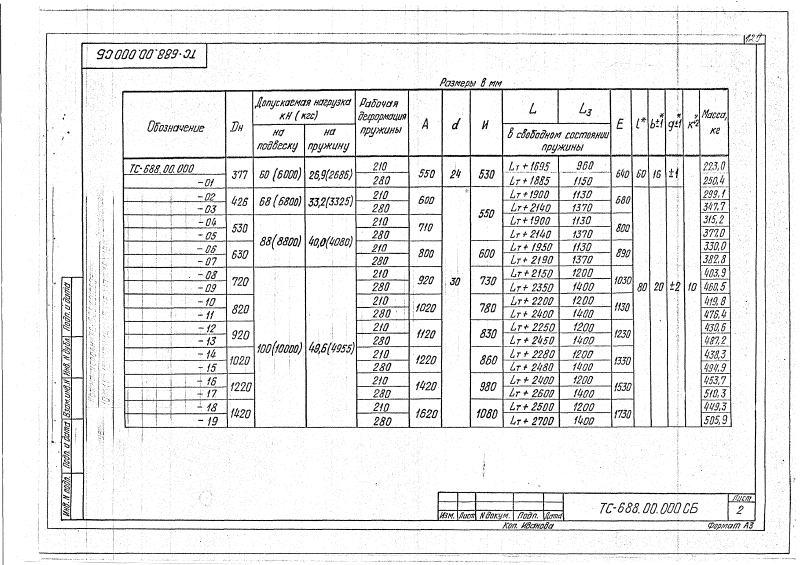 ТС-688.00.000 СБ
129
Размеры в мм
Обозначение Dн Допускаемая нагрузка кН (кгс) Рабочая деформация пружины A d И L L3 E l* b±1* g±1* к±2* Масса, кг
на подвеску на пружину в свободном состоянии пружины
ТС-688.00.000 377 60 (6000) 26,9(2686) 210 550 24 530 Lт + 1695 960 640 60 16 ±1 223,0
-01 280 Lт + 1885 1150 250,4
-02 426 68 (6800) 33,2(3325) 210 600 30 550 Lт + 1900 1130 680 80 20 ±2 10 299,1
-03 280 Lт + 2140 1370 347,7
-04 530 88(8800) 40,0(4080) 210 710 Lт + 1900 1130 800 315,2
-05 280 Lт + 2140 1370 377,0
-06 630 210 800 600 Lт + 1950 1130 890 330,0
-07 280 Lт + 2190 1370 382,8
-08 720 100(10000) 48,6(4955) 210 920 730 Lт + 2150 1200 1030 403,9
-09 280 Lт + 2350 1400 460,5
-10 820 210 1020 780 Lт + 2200 1200 1130 419,8
-11 280 Lт + 2400 1400 476,4
-12 920 210 1120 830 Lт + 2250 1200 1230 430,6
-13 280 Lт + 2450 1400 487,2
-14 1020 210 1220 860 Lт + 2280 1200 1330 438,3
-15 280 Lт + 2480 1400 494,9
-16 1220 210 1420 980 Lт + 2400 1200 1530 453,7
-17 280 Lт + 2600 1400 510,3
-18 1420 210 1620 1080 Lт + 2500 1200 1730 449,3
-19 280 Lт + 2700 1400 505,9
Инв. N подл. Подп. и дата Взам.инв.N Инв. N дубл. Подп. и дата
Изм. Лист N докум. Подп. Дата
ТС-688.00.000 СБ
Лист
2
Коп. Иванова
Формат А3